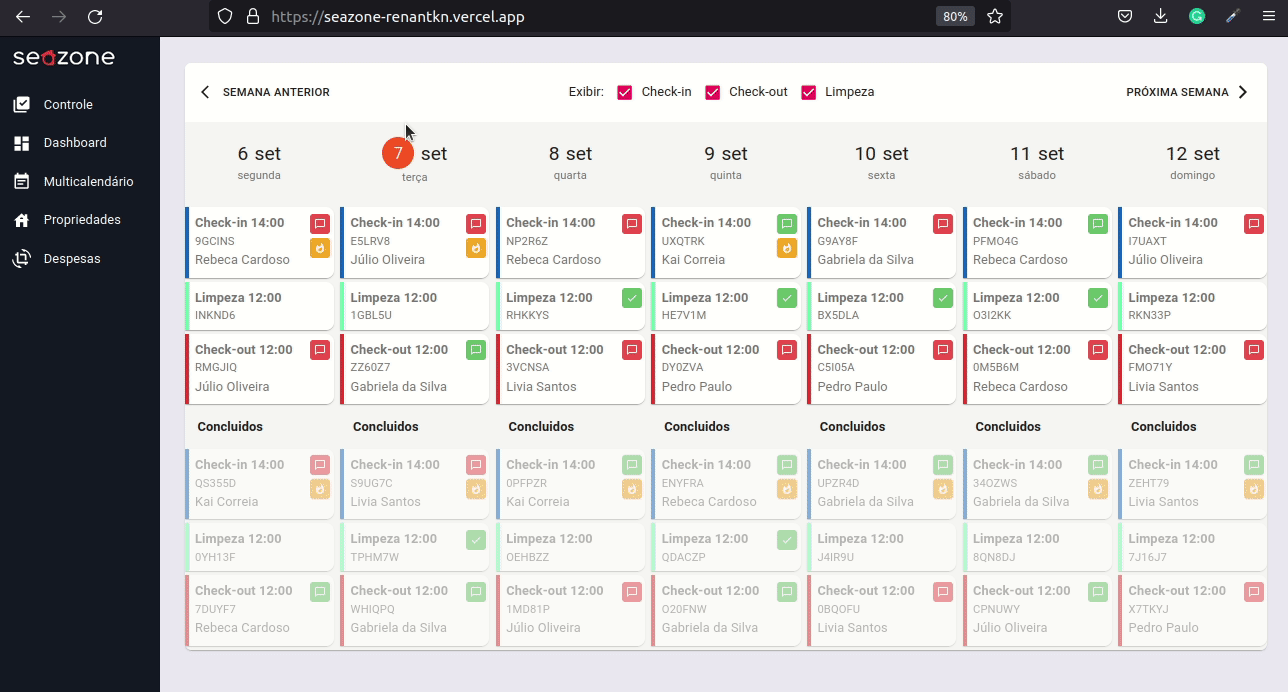 https://seazone-renantkn.vercel.app
80%
seazone
Controle
Dashboard
Multicalendário
Propriedades
Despesas
SEMANA ANTERIOR
Exibir: Check-in Check-out Limpeza
PRÓXIMA SEMANA
6 set 7 set 8 set 9 set 10 set 11 set 12 set
segunda terça quarta quinta sexta sábado domingo
Check-in 14:00 Check-in 14:00 Check-in 14:00 Check-in 14:00 Check-in 14:00 Check-in 14:00 Check-in 14:00
9GCINS E5LRV8 NP2R6Z UXQTRK G9AY8F PFMO4G I7UAXT
Rebeca Cardoso Júlio Oliveira Rebeca Cardoso Kai Correia Gabriela da Silva Rebeca Cardoso Júlio Oliveira
Limpeza 12:00 Limpeza 12:00 Limpeza 12:00 Limpeza 12:00 Limpeza 12:00 Limpeza 12:00 Limpeza 12:00
INKND6 1GBL5U RHKKYS HE7V1M BX5DLA O3I2KK RKN33P
Check-out 12:00 Check-out 12:00 Check-out 12:00 Check-out 12:00 Check-out 12:00 Check-out 12:00 Check-out 12:00
RMGJIQ ZZ60Z7 3VCNSA DY0ZVA C5I05A 0M5B6M FMO71Y
Júlio Oliveira Gabriela da Silva Livia Santos Pedro Paulo Pedro Paulo Rebeca Cardoso Livia Santos
Concluidos Concluidos Concluidos Concluidos Concluidos Concluidos Concluidos
Check-in 14:00 Check-in 14:00 Check-in 14:00 Check-in 14:00 Check-in 14:00 Check-in 14:00 Check-in 14:00
QS355D S9UG7C 0PFPZR ENYFRA UPZR4D 34OZWS ZEHT79
Kai Correia Livia Santos Kai Correia Rebeca Cardoso Gabriela da Silva Gabriela da Silva Livia Santos
Limpeza 12:00 Limpeza 12:00 Limpeza 12:00 Limpeza 12:00 Limpeza 12:00 Limpeza 12:00 Limpeza 12:00
0YH13F TPHM7W OEHBZZ QDACZP J4IR9U 8QN8DJ 7J16J7
Check-out 12:00 Check-out 12:00 Check-out 12:00 Check-out 12:00 Check-out 12:00 Check-out 12:00 Check-out 12:00
7DUYF7 WHIQPQ 1MD81P O20FNW 0BQOFU CPNUWY X7TKYJ
Rebeca Cardoso Gabriela da Silva Júlio Oliveira Gabriela da Silva Livia Santos Júlio Oliveira Pedro Paulo